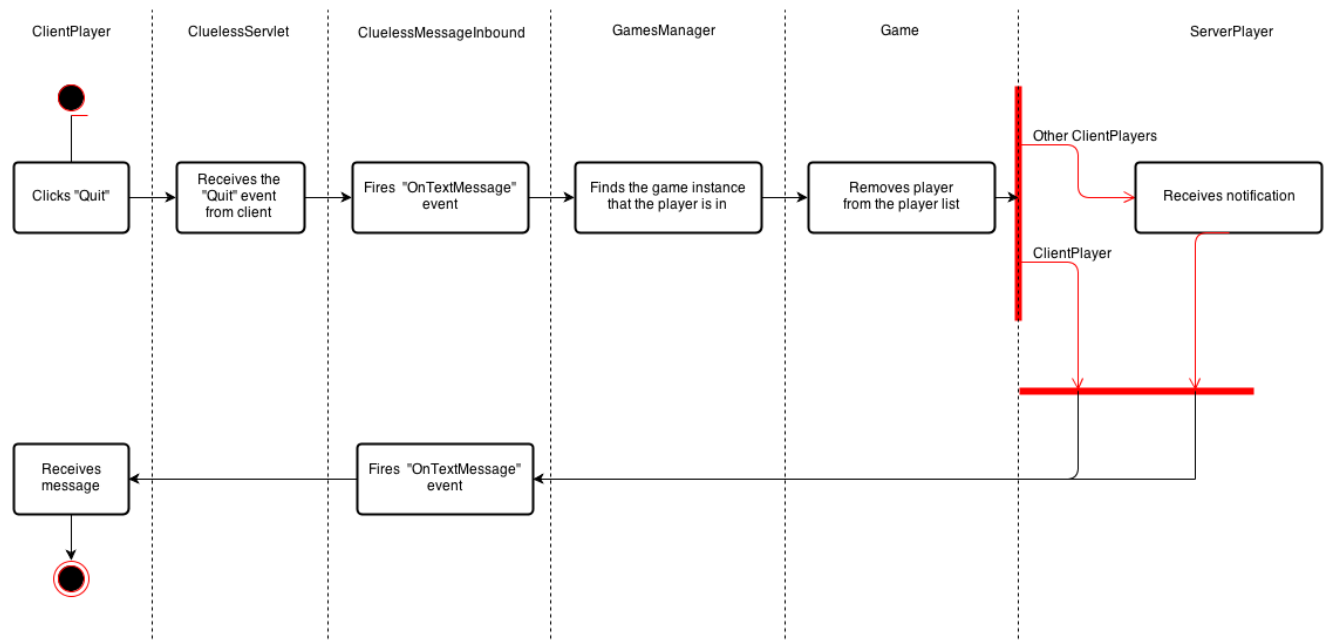 ClientPlayer
CluelessServlet
CluelessMessageInbound
GamesManager
Game
ServerPlayer
Other ClientPlayers
Clicks "Quit"
Receives the
"Quit" event
from client
Fires "OnTextMessage"
event
Finds the game instance
that the player is in
Removes player
from the player list
Receives notification
ClientPlayer
Receives
message
Fires "OnTextMessage"
event